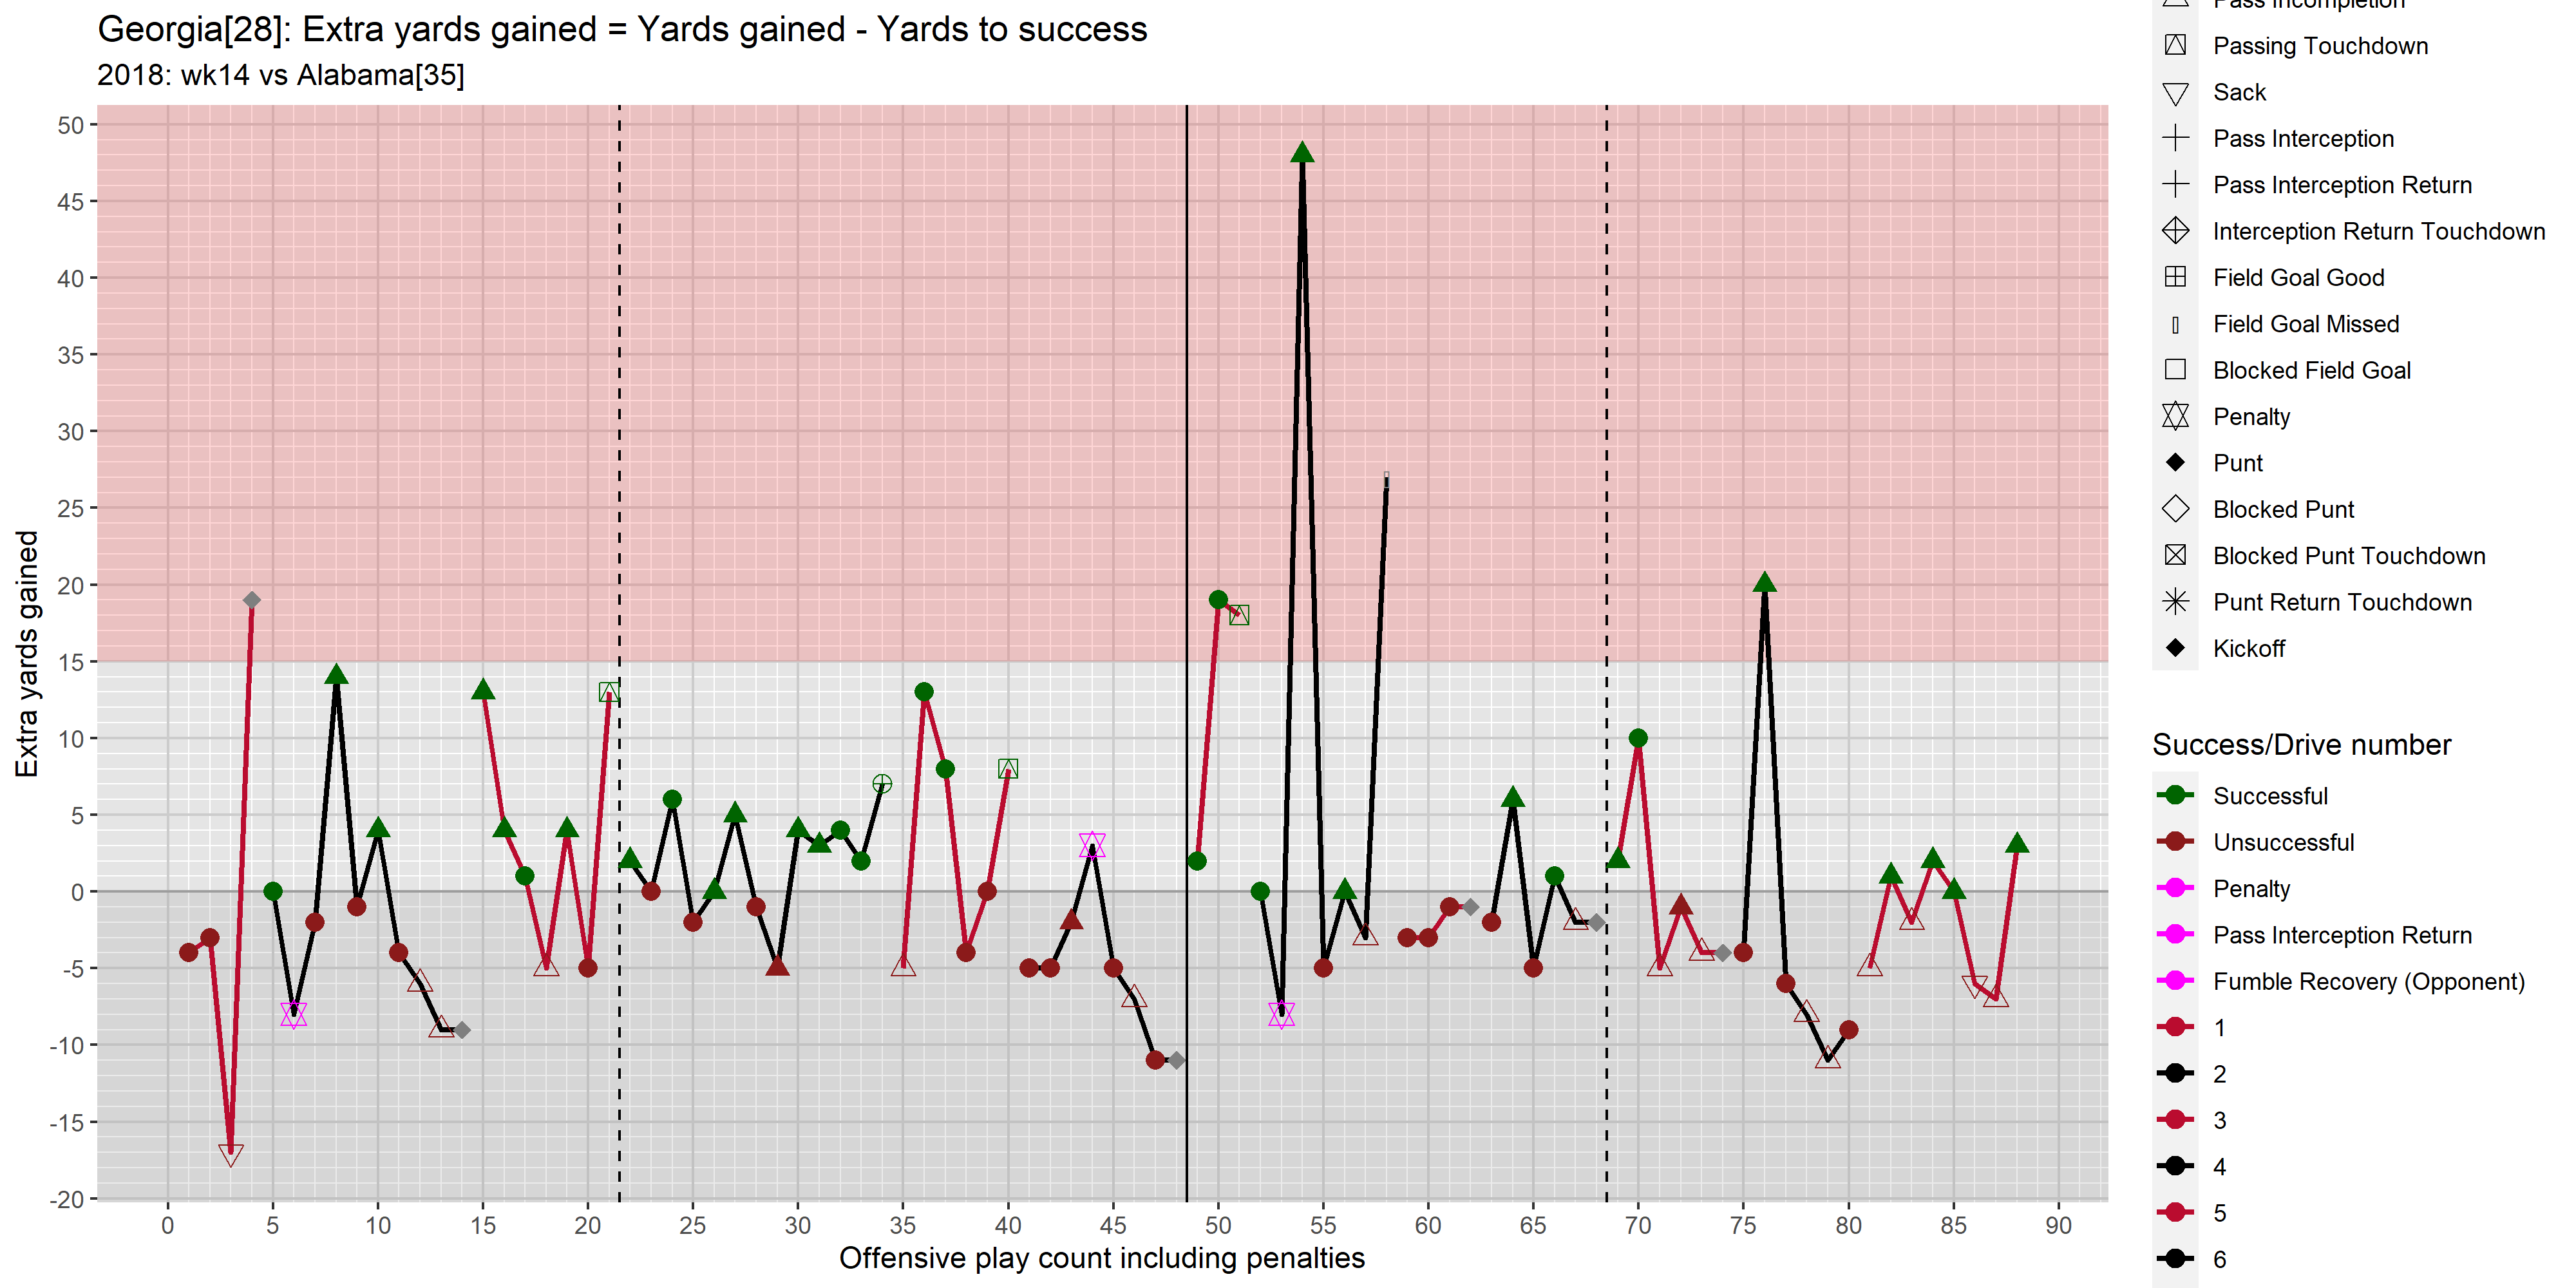 Georgia[28]: Extra yards gained = Yards gained - Yards to success
2018: wk14 vs Alabama[35]
Extra yards gained
50
45
40
35
30
25
20
15
10
5
0
-5
-10
-15
-20
0 5 10 15 20 25 30 35 40 45 50 55 60 65 70 75 80 85 90
Offensive play count including penalties
Pass Incompletion
Passing Touchdown
Sack
Pass Interception
Pass Interception Return
Interception Return Touchdown
Field Goal Good
Field Goal Missed
Blocked Field Goal
Penalty
Punt
Blocked Punt
Blocked Punt Touchdown
Punt Return Touchdown
Kickoff
Success/Drive number
Successful
Unsuccessful
Penalty
Pass Interception Return
Fumble Recovery (Opponent)
1
2
3
4
5
6